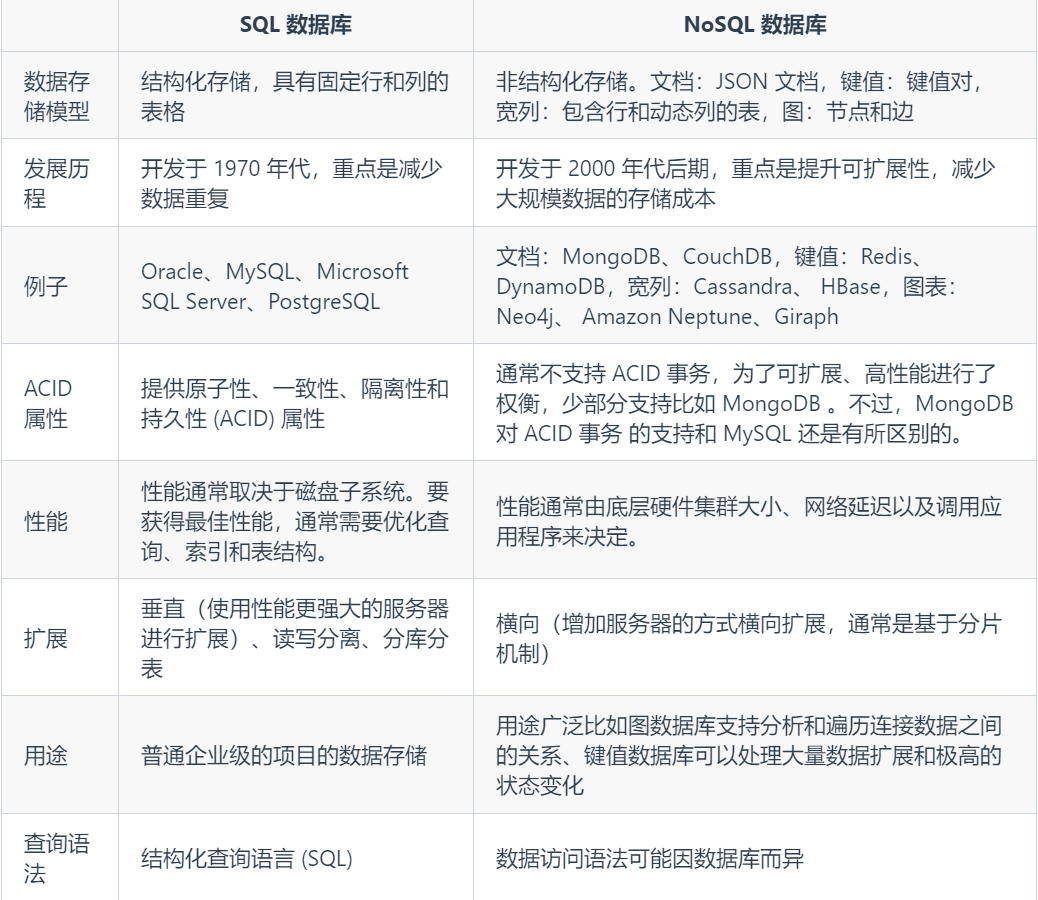 SQL 数据库
NoSQL 数据库
数据存
储模型
结构化存储，具有固定行和列的
表格
非结构化存储。文档：JSON 文档，键值：键值对，
宽列：包含行和动态列的表，图：节点和边
发展历
程
开发于 1970 年代，重点是减少
数据重复
开发于 2000 年代后期，重点是提升可扩展性，减少
大规模数据的存储成本
例子
Oracle、MySQL、Microsoft
SQL Server、PostgreSQL
文档：MongoDB、CouchDB，键值：Redis、
DynamoDB，宽列：Cassandra、 HBase，图表：
Neo4j、 Amazon Neptune、Giraph
ACID
属性
提供原子性、一致性、隔离性和
持久性 (ACID) 属性
通常不支持 ACID 事务，为了可扩展、高性能进行了
权衡，少部分支持比如 MongoDB 。不过，MongoDB
对 ACID 事务 的支持和 MySQL 还是有所区别的。
性能
性能通常取决于磁盘子系统。要
获得最佳性能，通常需要优化查
询、索引和表结构。
性能通常由底层硬件集群大小、网络延迟以及调用应
用程序来决定。
扩展
垂直（使用性能更强大的服务器
进行扩展）、读写分离、分库分
表
横向（增加服务器的方式横向扩展，通常是基于分片
机制）
用途
普通企业级的项目的数据存储
用途广泛比如图数据库支持分析和遍历连接数据之间
的关系、键值数据库可以处理大量数据扩展和极高的
状态变化
查询语
法
结构化查询语言 (SQL)
数据访问语法可能因数据库而异